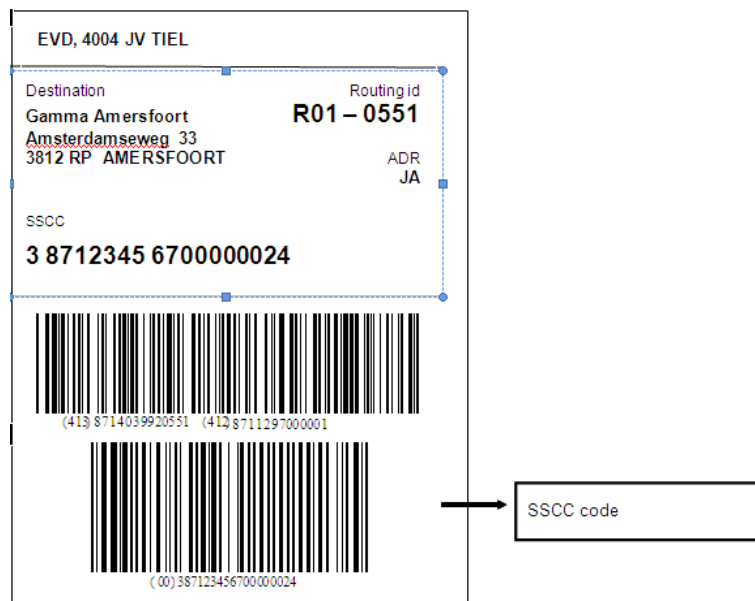 EVD, 4004 JV TIEL
Destination
Routing id
Gamma Amersfoort
R01 – 0551
Amsterdamseweg 33
3812 RP AMERSFOORT
ADR
JA
SSCC
3 8712345 6700000024
(413) 8714039920551 (412) 8711297000001
SSCC code
(00)387123456700000024